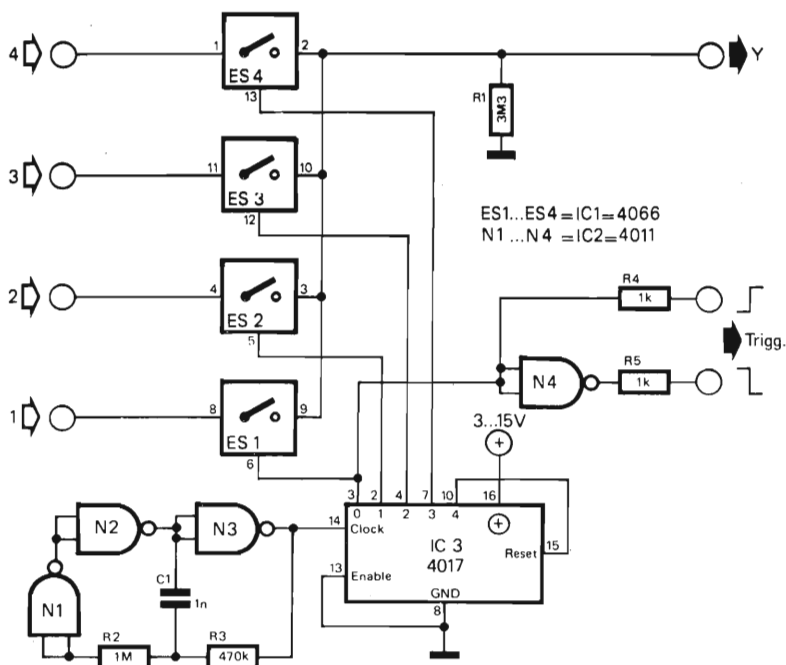 4 1 2 Y
ES 4
13
R1 3M3
3 11 10
ES 3
12
ES1...ES4=IC1=4066
N1...N4=IC2=4011
2 4 3
ES 2
5
R4
1k
Trigg.
N4
R5
1k
1 8 9
ES 1
6
3...15V
+
3 2 4 7 10 16
0 1 2 3 4 +
N2 N3
14 Clock
IC 3
4017
Reset 15
13 Enable
GND
8
C1
1n
N1
R2
1M
R3
470k